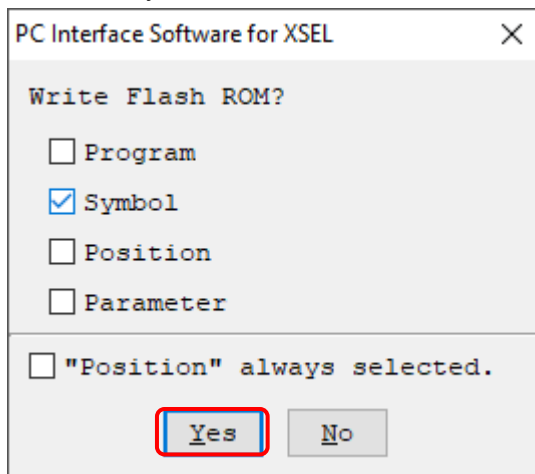 PC Interface Software for XSEL
Write Flash ROM?
Program
Symbol
Position
Parameter
"Position" always selected.
Yes No